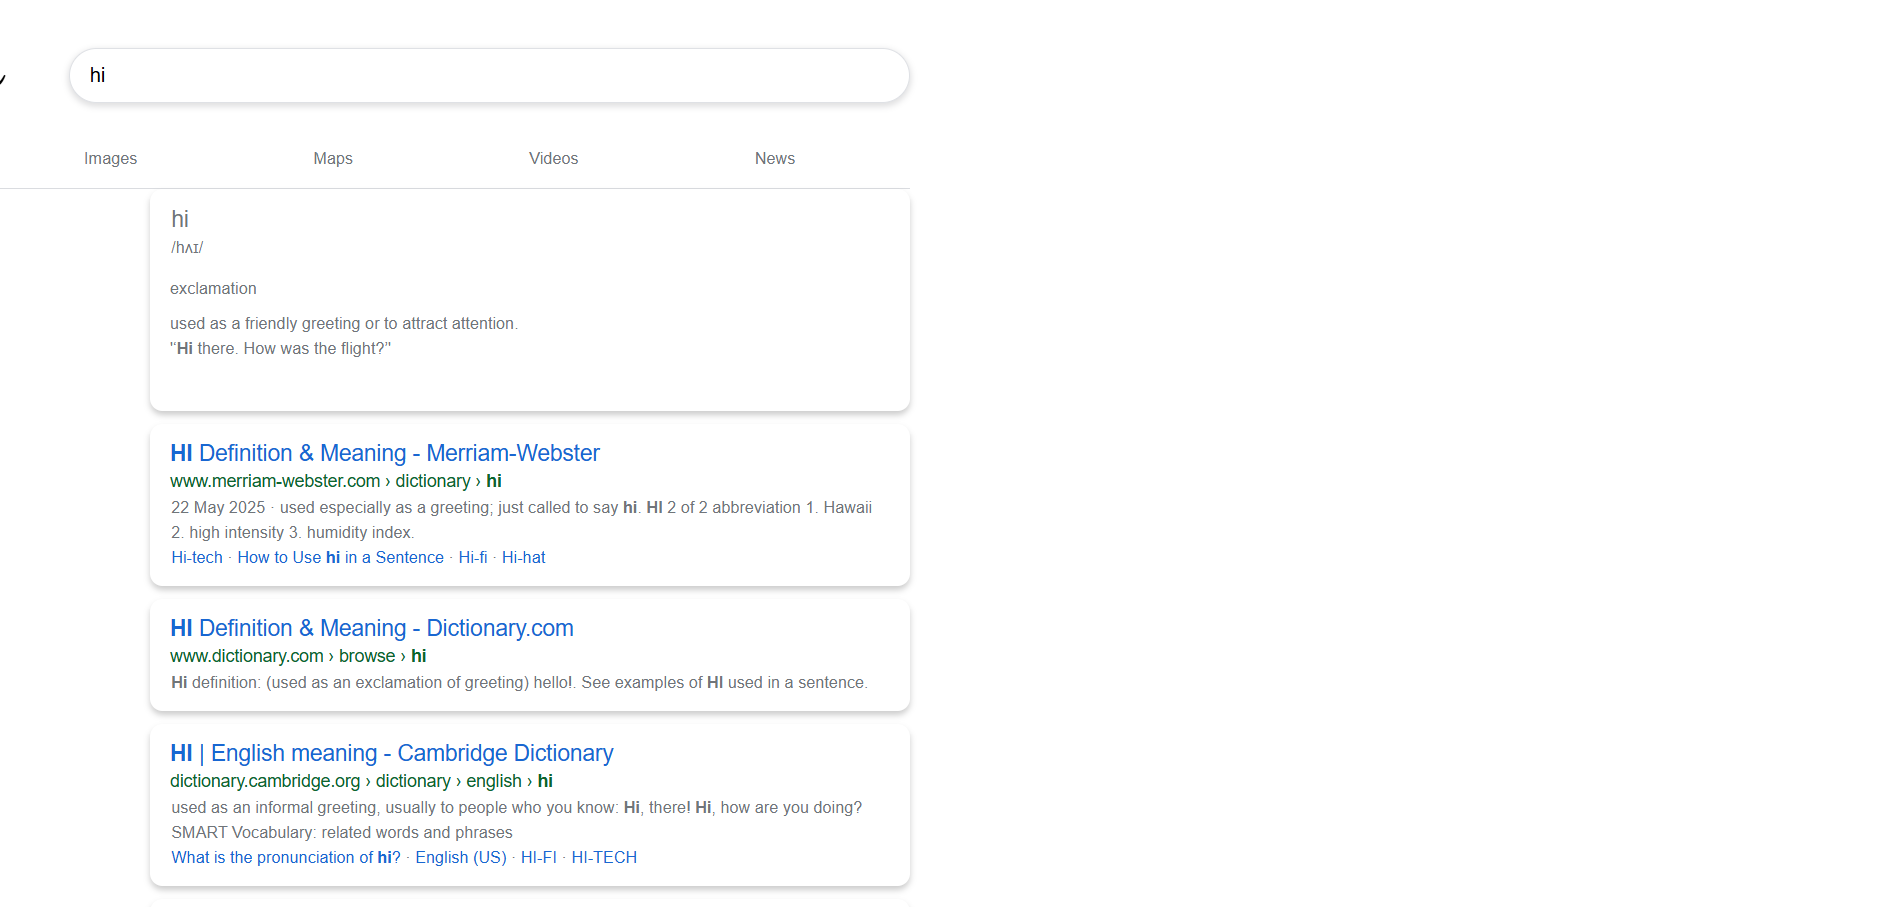 hi
Images Maps Videos News
hi
/hʌɪ/
exclamation
used as a friendly greeting or to attract attention.
"‘Hi there. How was the flight?’"
HI Definition & Meaning - Merriam-Webster
www.merriam-webster.com › dictionary › hi
22 May 2025 · used especially as a greeting; just called to say hi. HI 2 of 2 abbreviation 1. Hawaii
2. high intensity 3. humidity index.
Hi-tech · How to Use hi in a Sentence · Hi-fi · Hi-hat
HI Definition & Meaning - Dictionary.com
www.dictionary.com › browse › hi
Hi definition: (used as an exclamation of greeting) hello!. See examples of HI used in a sentence.
HI | English meaning - Cambridge Dictionary
dictionary.cambridge.org › dictionary › english › hi
used as an informal greeting, usually to people who you know: Hi, there! Hi, how are you doing?
SMART Vocabulary: related words and phrases
What is the pronunciation of hi? · English (US) · HI-FI · HI-TECH